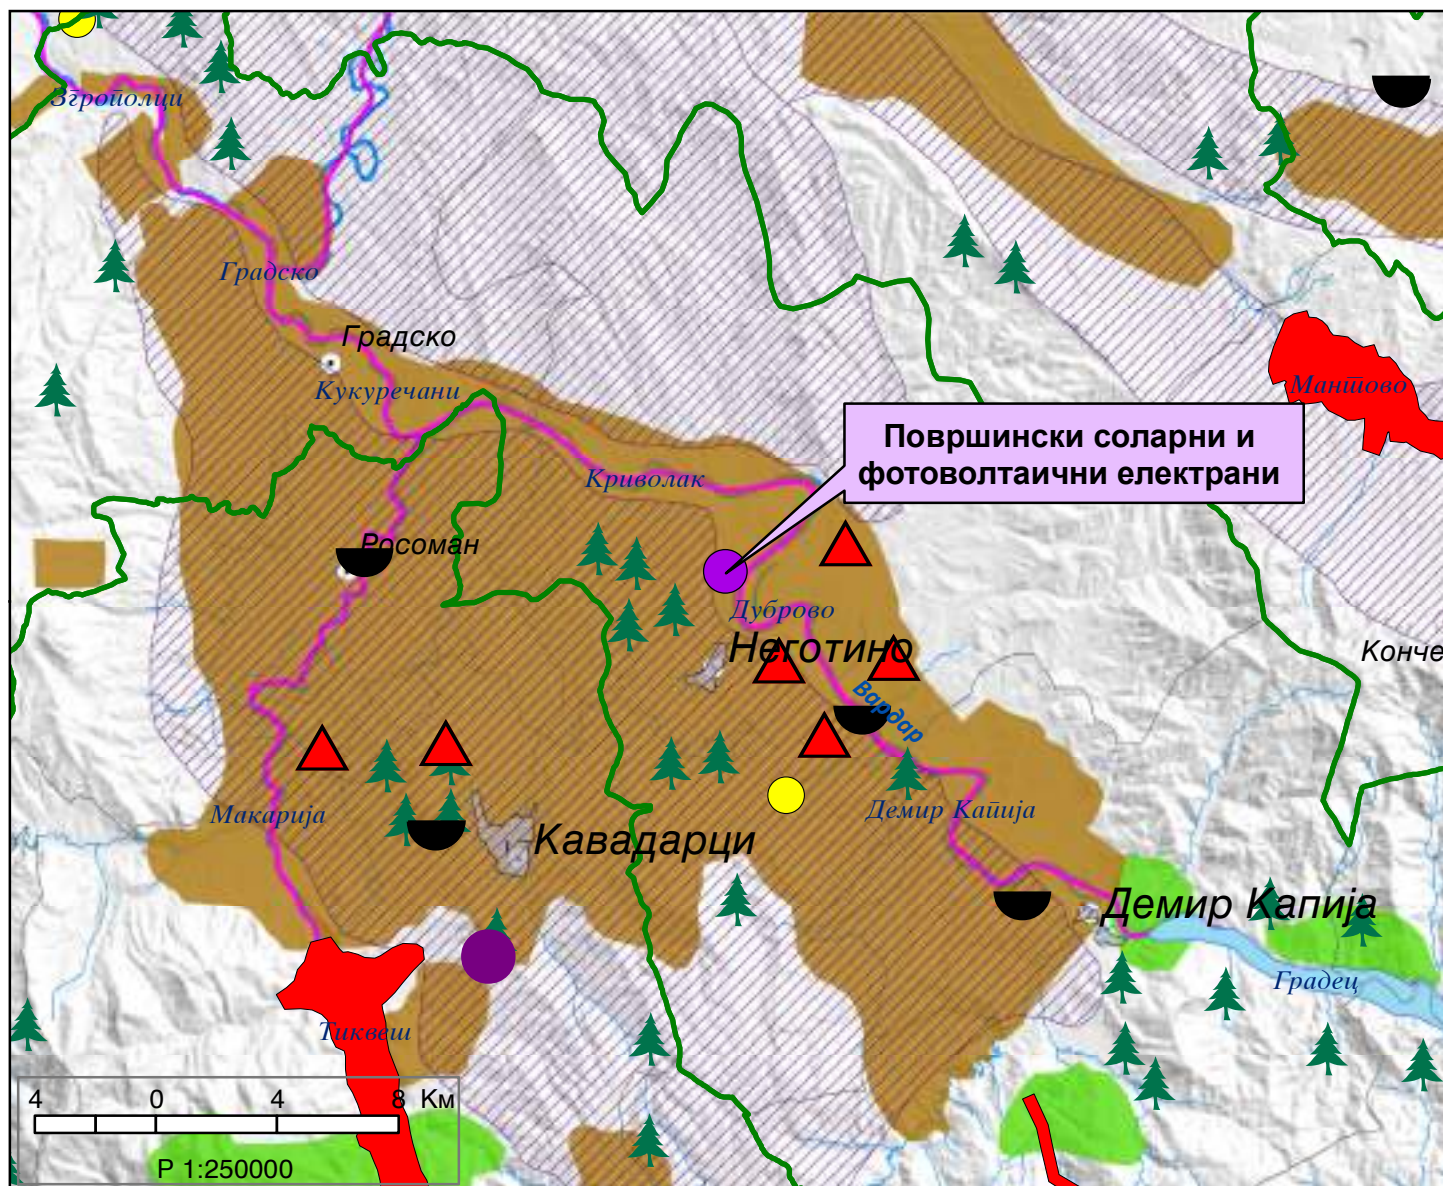 Згрополци
Градско
Градско
Кукуречани
Маншово
Површински соларни и
фотоволтаични електрани
Криволак
Росоман
Дуброво
Неготино
Конче
Вардар
Макарија
Демир Капија
Кавадарци
Демир Капија
Градец
Тиквеш
4 0 4 8 Км
Р 1:250000